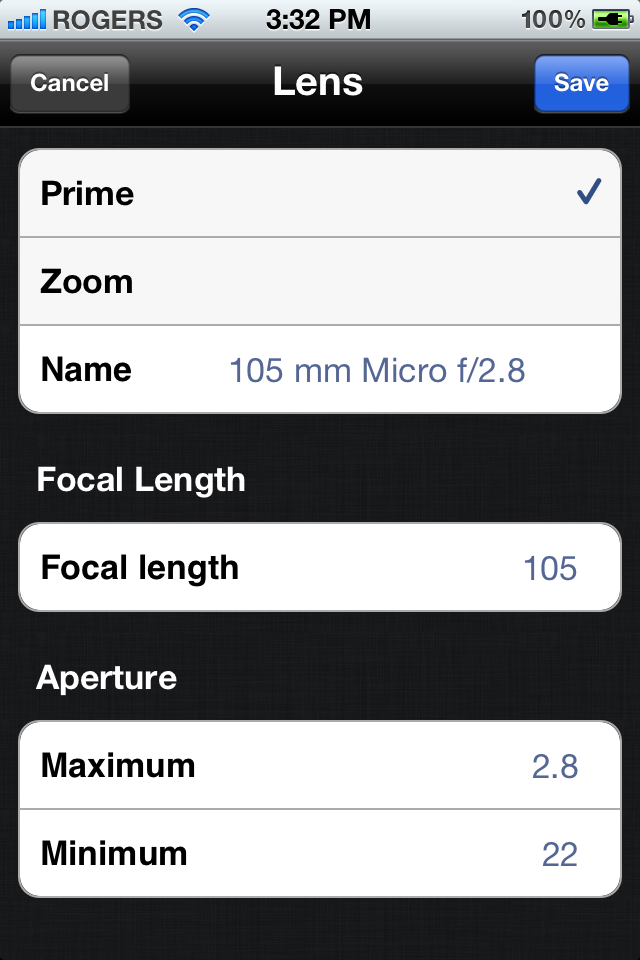 ROGERS 3:32 PM 100%
Cancel Lens Save
Prime
Zoom
Name 105 mm Micro f/2.8
Focal Length
Focal length 105
Aperture
Maximum 2.8
Minimum 22